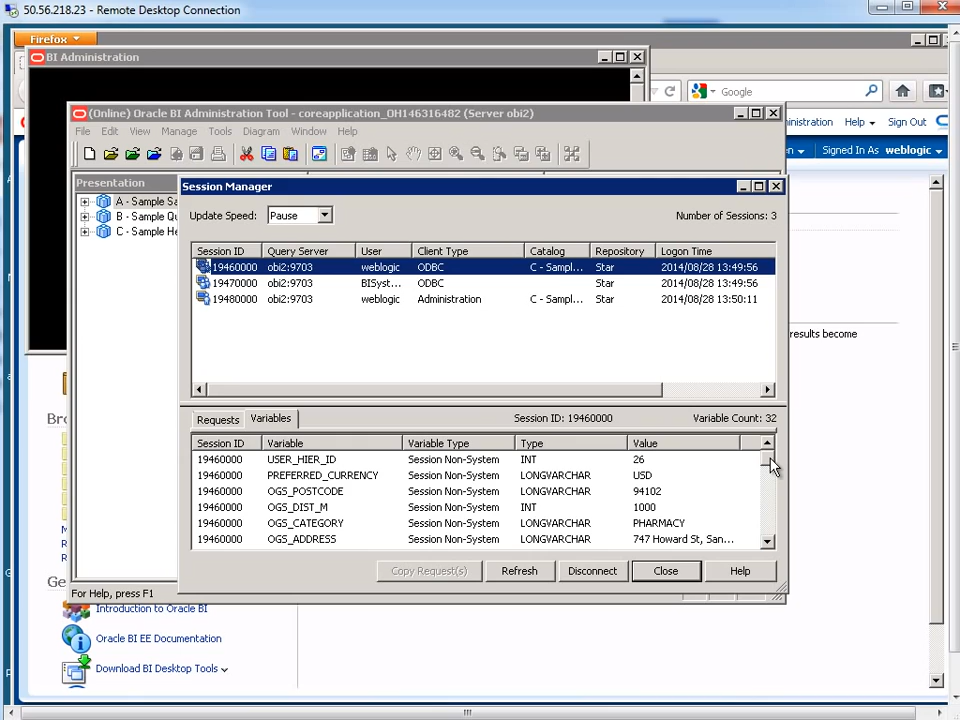 50.56.218.23 - Remote Desktop Connection
Firefox
BI Administration
Google
(Online) Oracle BI Administration Tool - coreapplication_OH146316482 (Server obi2)
ministration Help Sign Out
File Edit View Manage Tools Diagram Window Help
en Signed In As weblogic
Presentation
Session Manager
A - Sample Sa
B - Sample Qu
C - Sample He
Update Speed: Pause Number of Sessions: 3
Session ID Query Server User Client Type Catalog Repository Logon Time
19460000 obi2:9703 weblogic ODBC C - Sampl... Star 2014/08/28 13:49:56
19470000 obi2:9703 BISyst... ODBC Star 2014/08/28 13:49:56
19480000 obi2:9703 weblogic Administration C - Sampl... Star 2014/08/28 13:50:11
results become
Bro
Requests Variables Session ID: 19460000 Variable Count: 32
Session ID Variable Variable Type Type Value
19460000 USER_HIER_ID Session Non-System INT 26
19460000 PREFERRED_CURRENCY Session Non-System LONGVARCHAR USD
19460000 OGS_POSTCODE Session Non-System LONGVARCHAR 94102
19460000 OGS_DIST_M Session Non-System INT 1000
19460000 OGS_CATEGORY Session Non-System LONGVARCHAR PHARMACY
19460000 OGS_ADDRESS Session Non-System LONGVARCHAR 747 Howard St, San...
M
R
R
Copy Request(s) Refresh Disconnect Close Help
Ge
For Help, press F1
Introduction to Oracle BI
Oracle BI EE Documentation
Download BI Desktop Tools